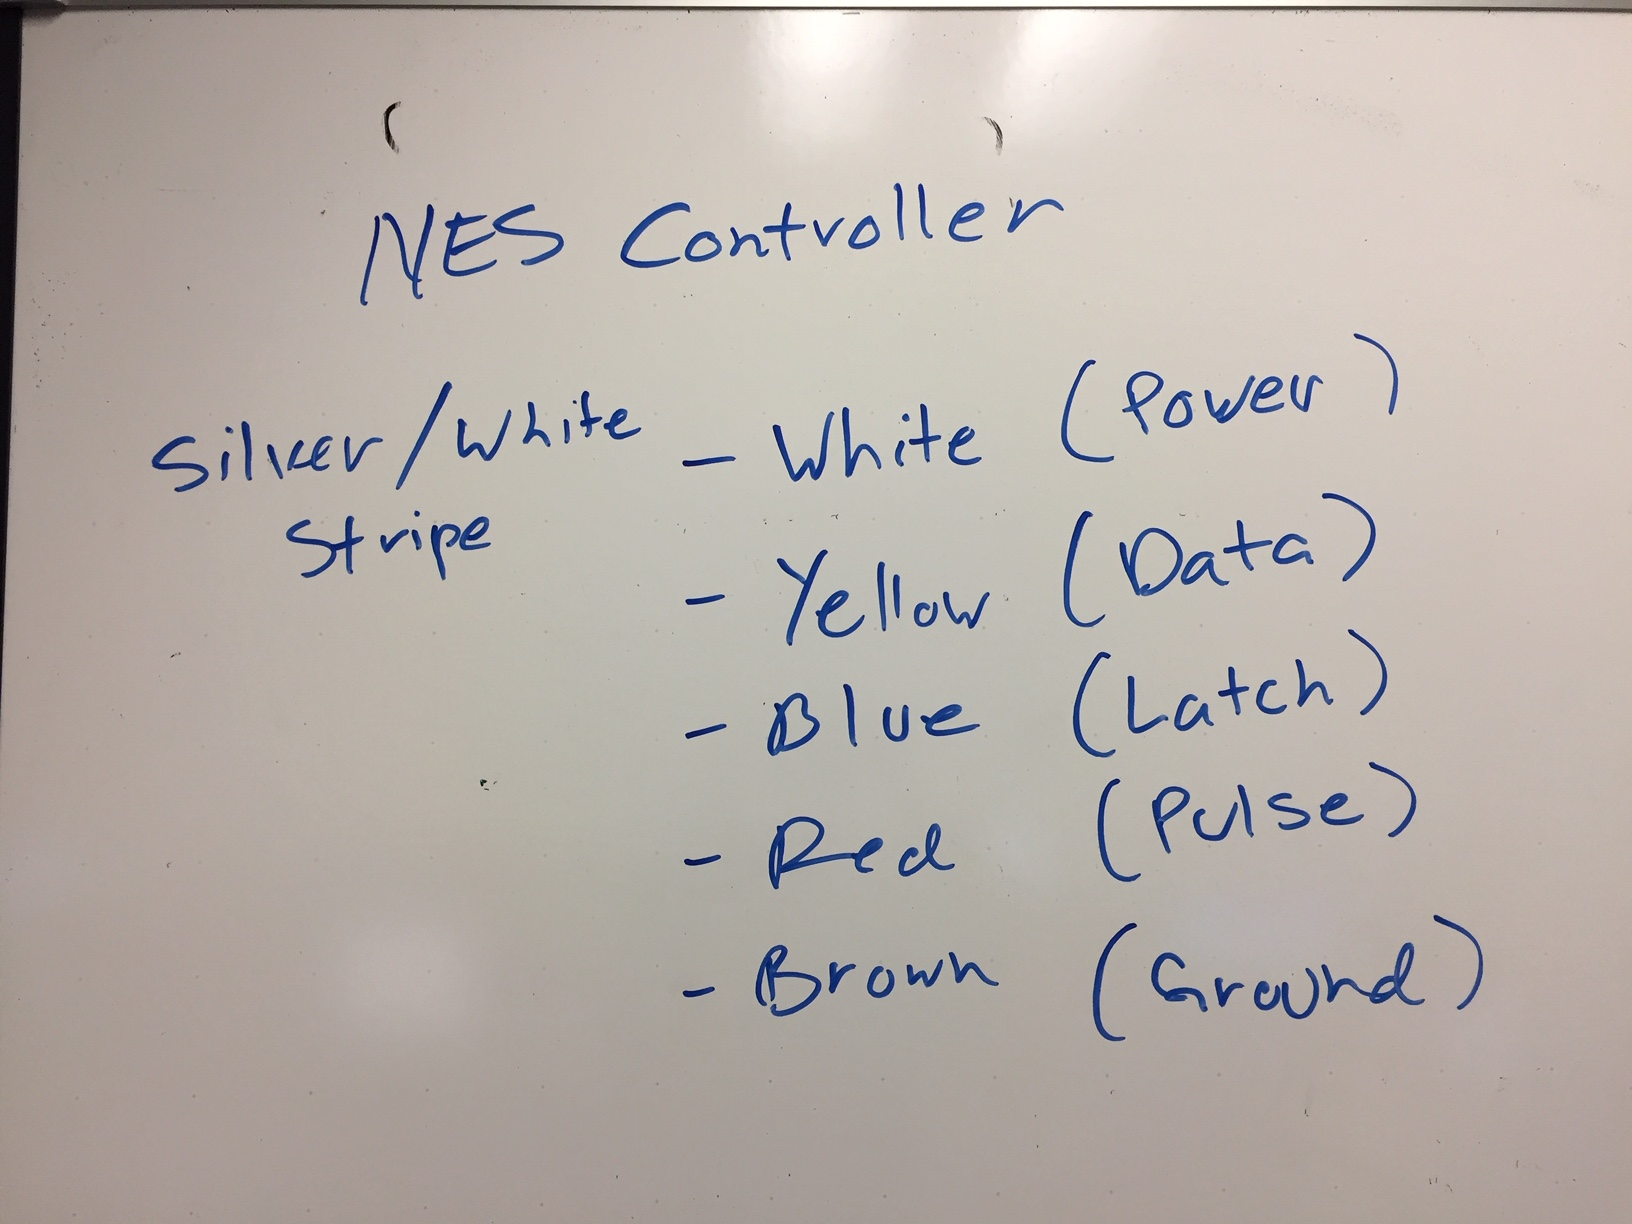 NES Controller
Silver/White - White (Power)
Stripe
- Yellow (Data)
- Blue (Latch)
- Red (Pulse)
- Brown (Ground)